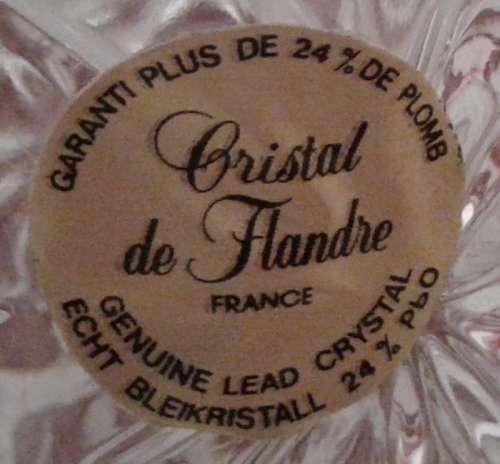 GARANTI PLUS DE 24 % DE PLOMB
Cristal
de Flandre
FRANCE
GENUINE LEAD CRYSTAL
ECHT BLEIKRISTALL 24 % PbO